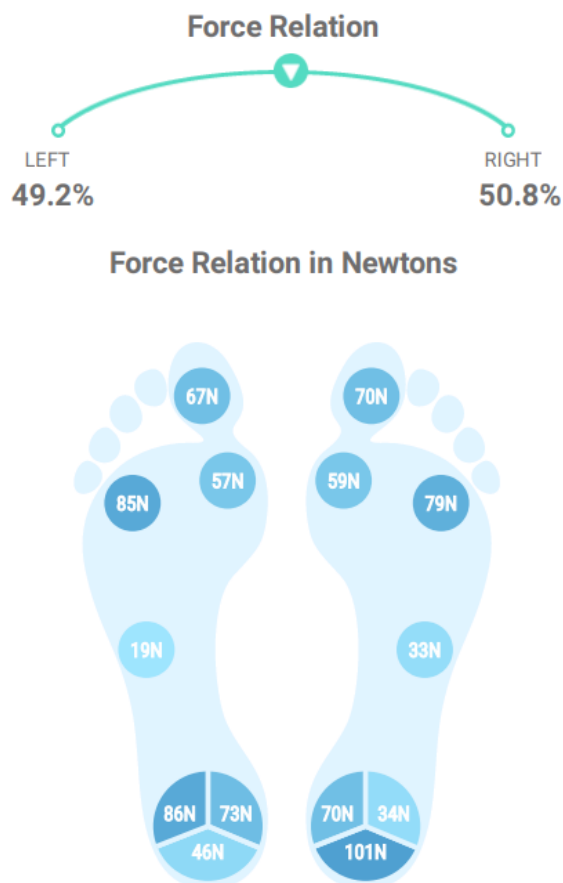 Force Relation
LEFT RIGHT
49.2% 50.8%
Force Relation in Newtons
67N 70N
57N 59N
85N 79N
19N 33N
86N 73N 70N 34N
46N 101N